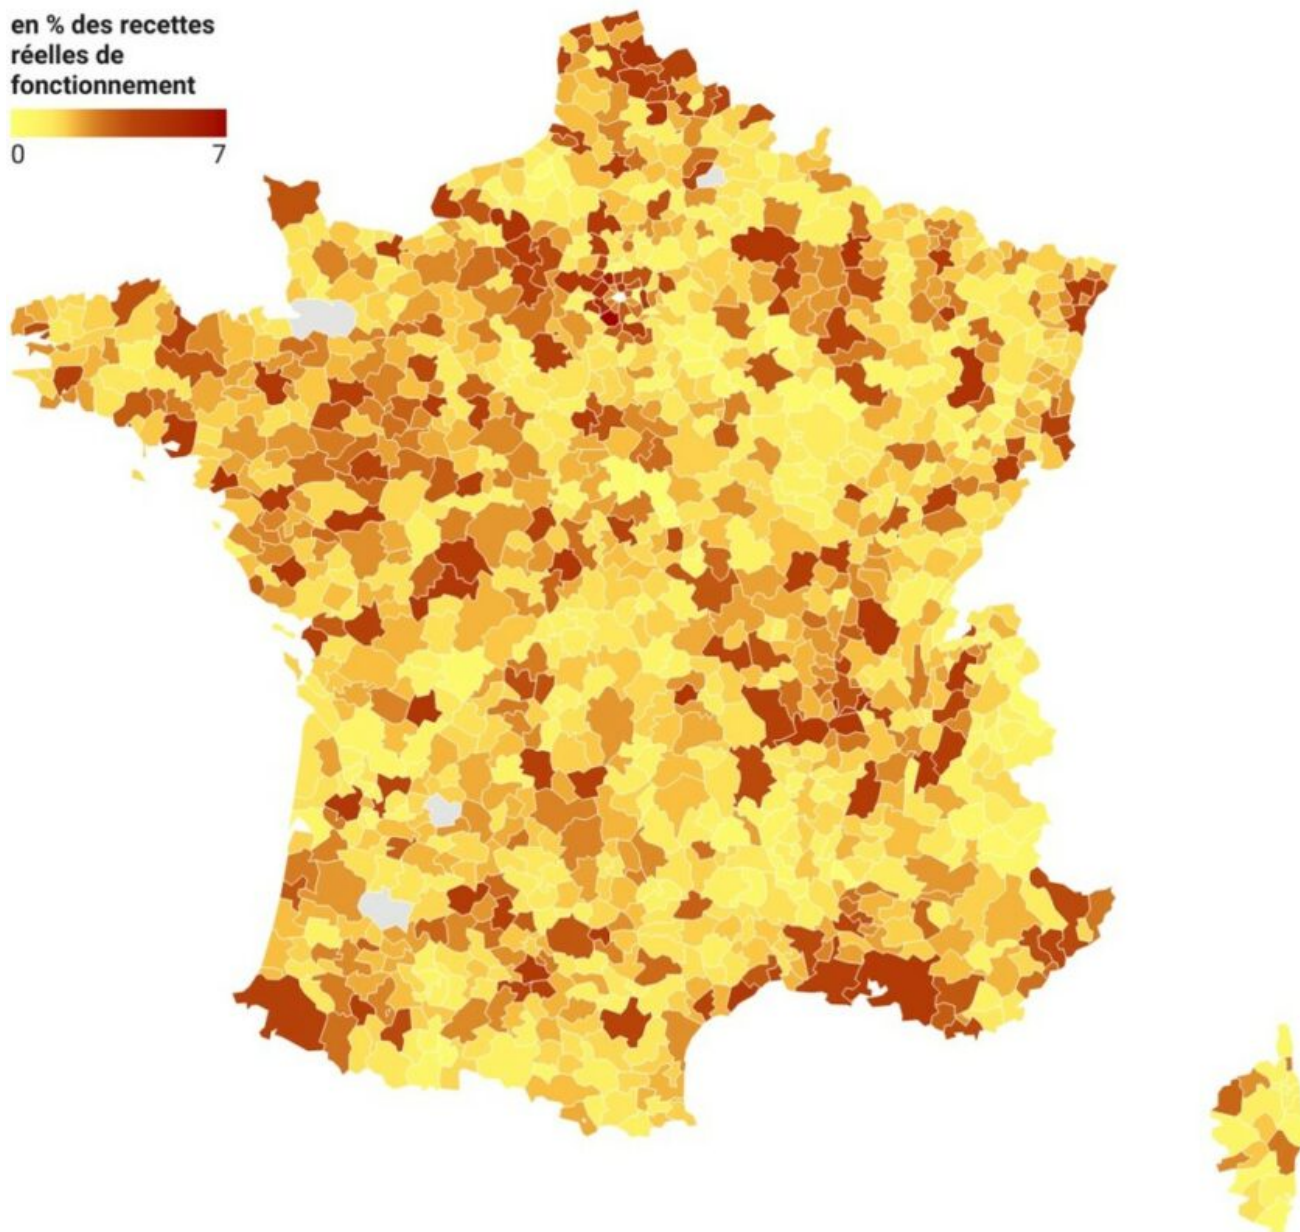 en % des recettes
réelles de
fonctionnement
0 7